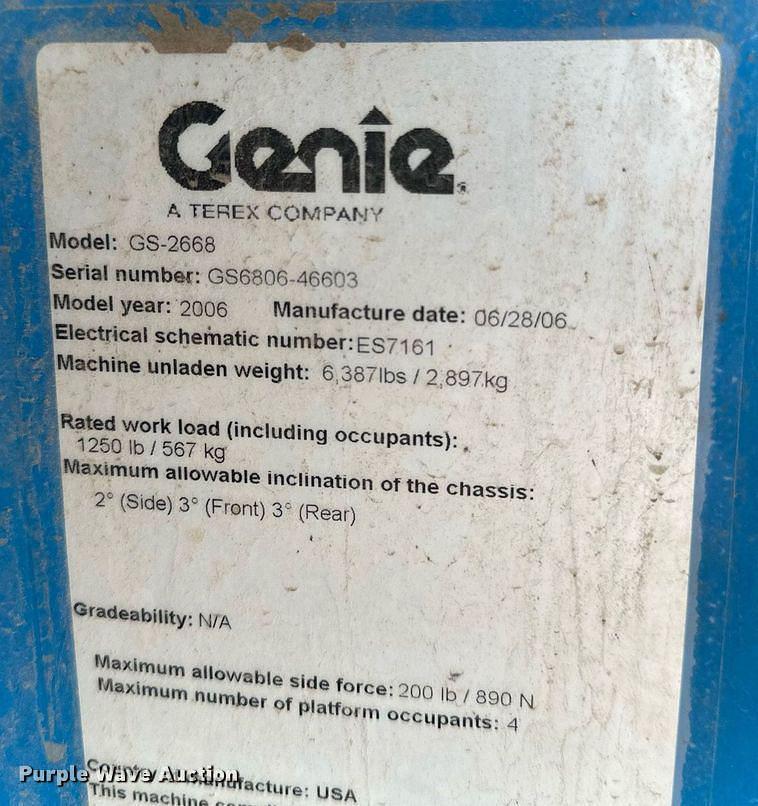 Genie
A TEREX COMPANY
Model: GS-2668
Serial number: GS6806-46603
Model year: 2006 Manufacture date: 06/28/06
Electrical schematic number:ES7161
Machine unladen weight: 6,387lbs / 2,897kg
Rated work load (including occupants):
1250 lb / 567 kg
Maximum allowable inclination of the chassis:
2° (Side) 3° (Front) 3° (Rear)
Gradeability: N/A
Maximum allowable side force: 200 lb / 890 N
Maximum number of platform occupants: 4
Country of manufacture: USA
Purple Wave Auction
This machine